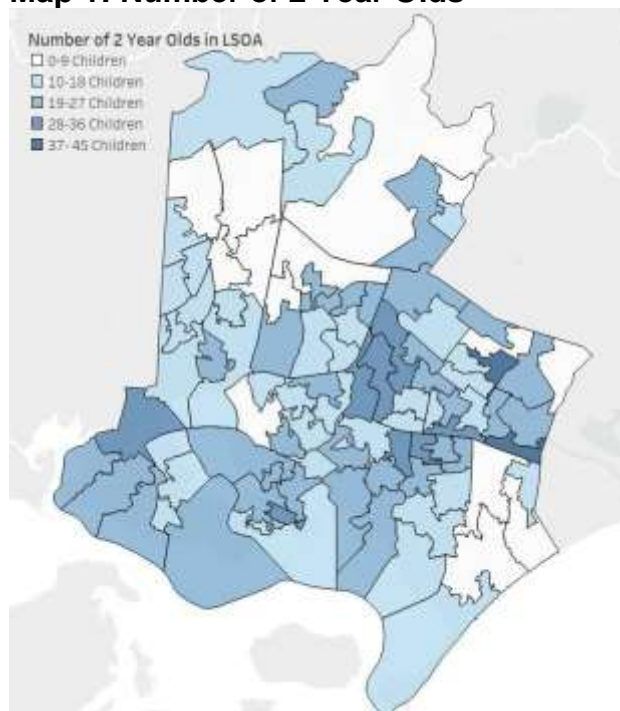 Map 1: Number of 2 Year Olds
Number of 2 Year Olds in LSOA
0-9 Children
10-18 Children
19-27 Children
28-36 Children
37- 45 Children